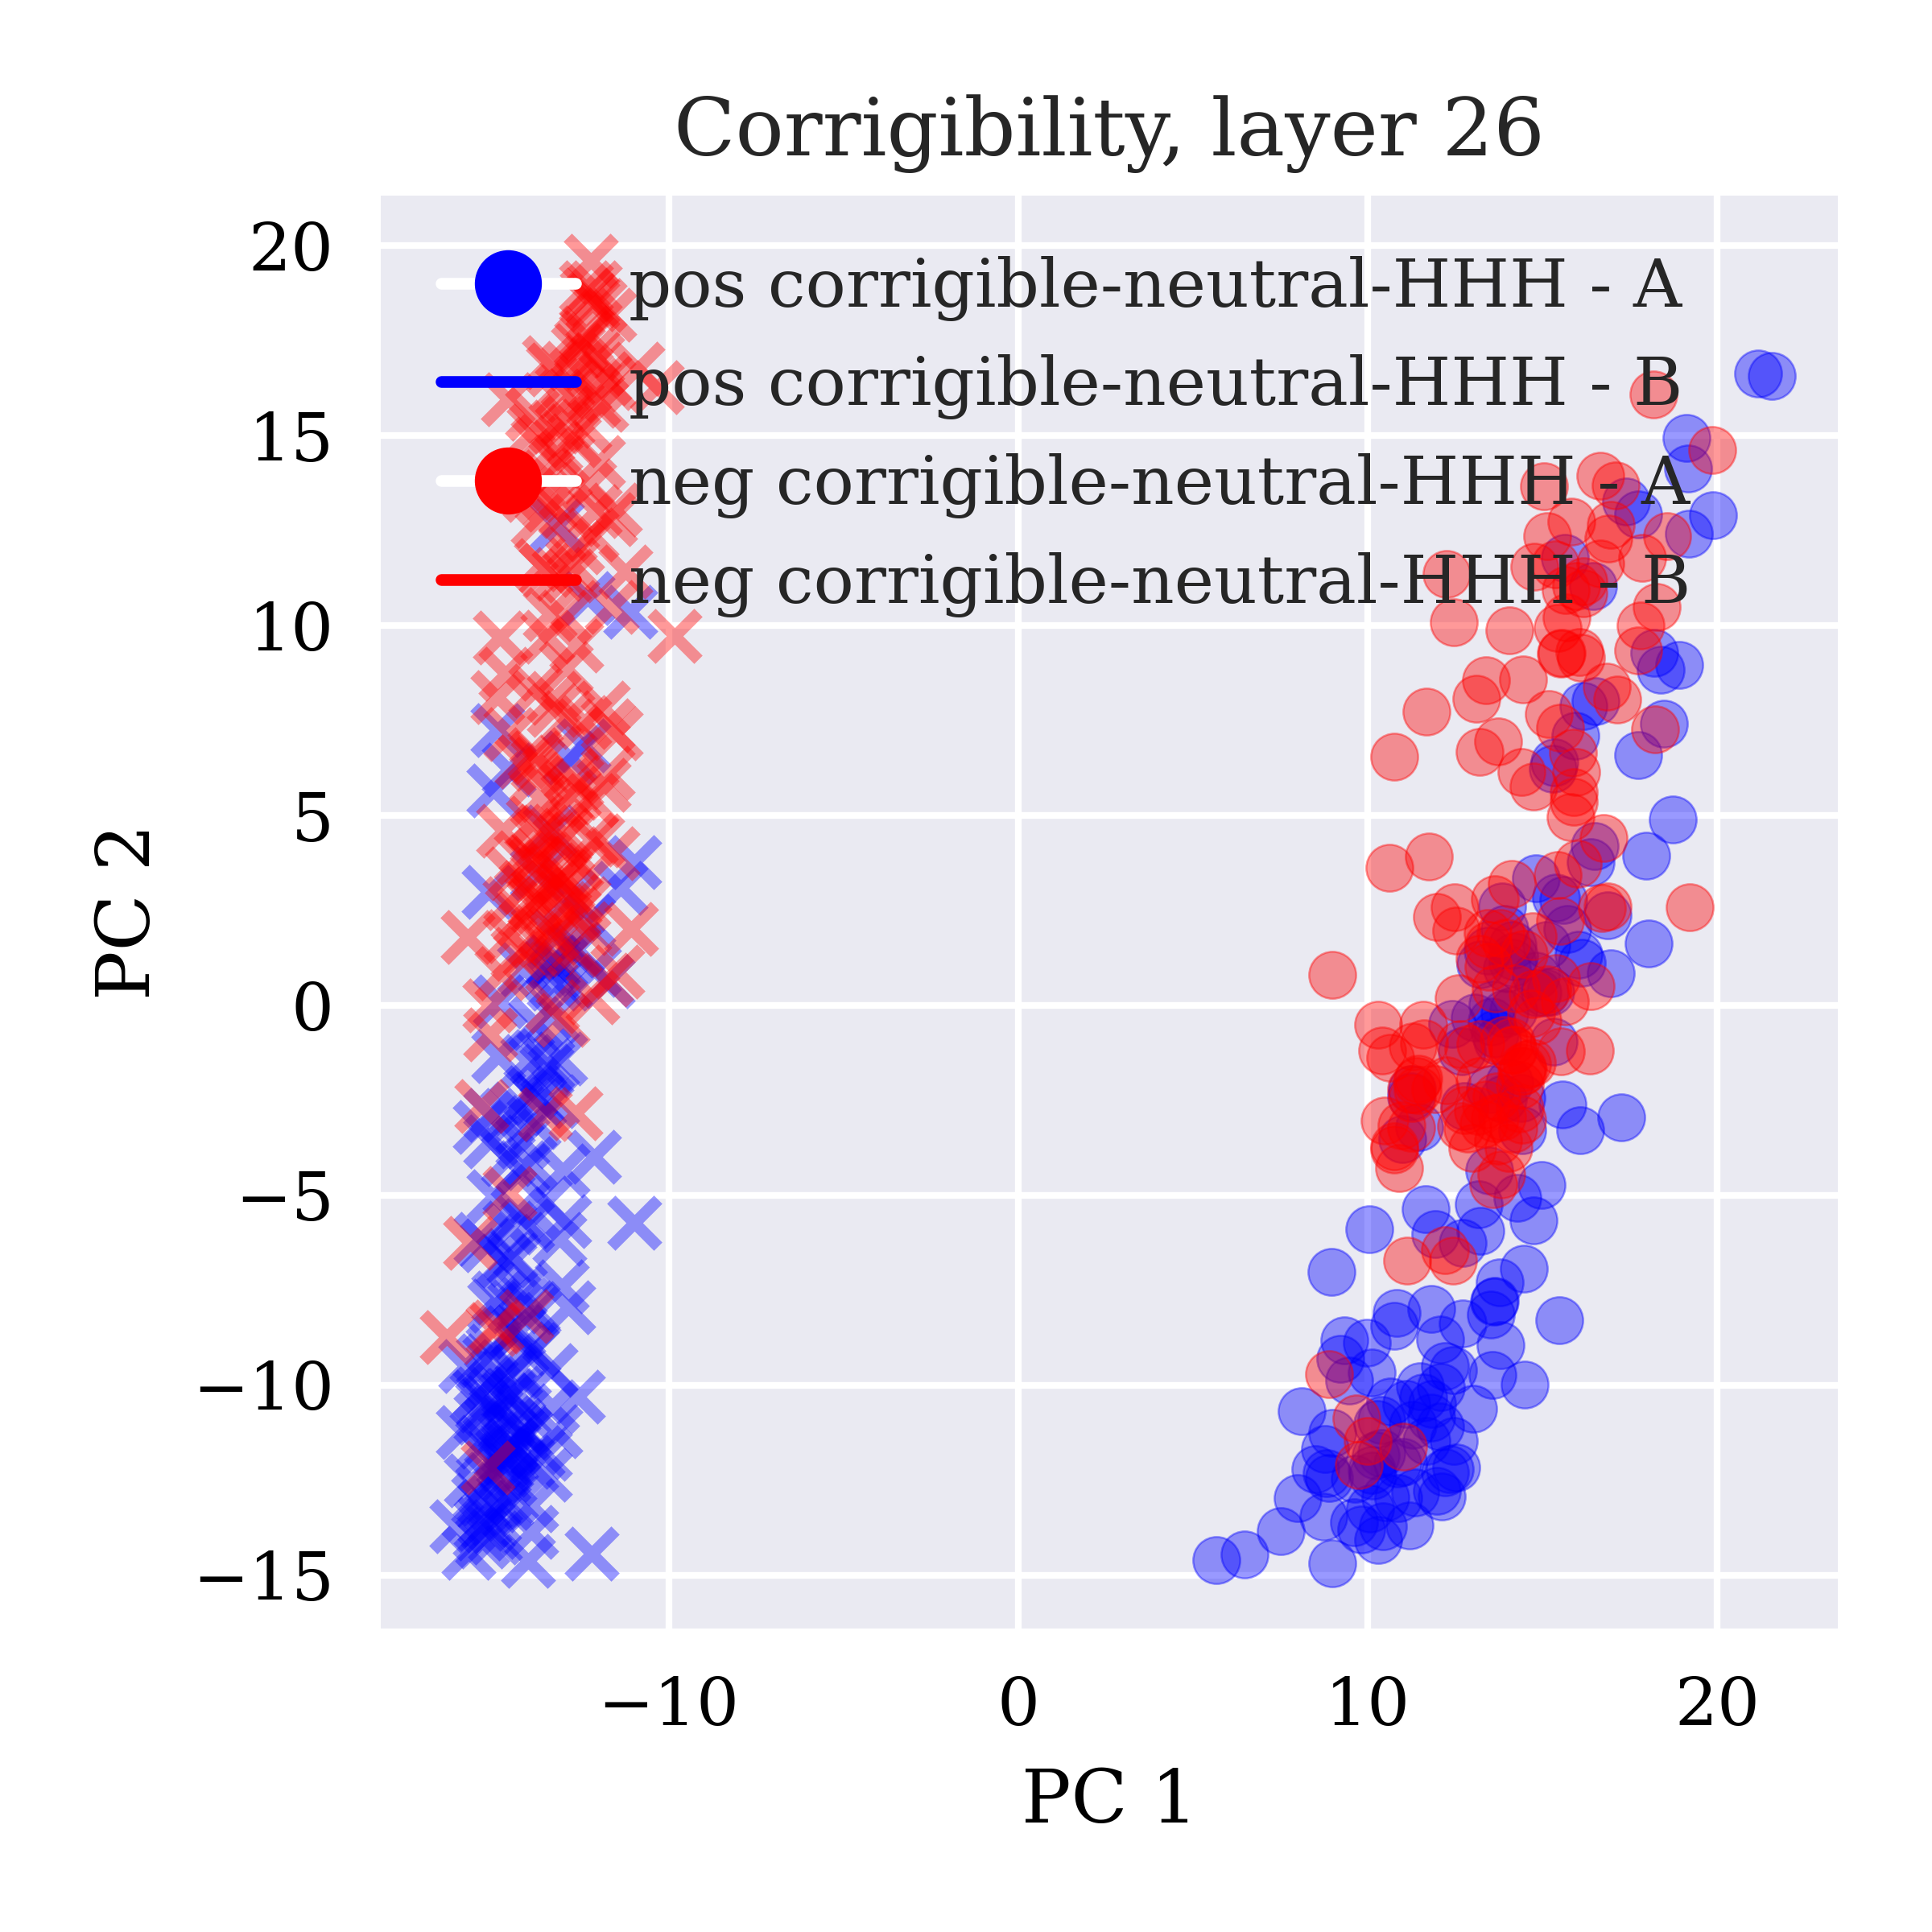 Corrigibility, layer 26
20
15
10
5
0
−5
−10
−15
PC 2
pos corrigible-neutral-HHH - A
pos corrigible-neutral-HHH - B
neg corrigible-neutral-HHH - A
neg corrigible-neutral-HHH - B
−10 0 10 20
PC 1